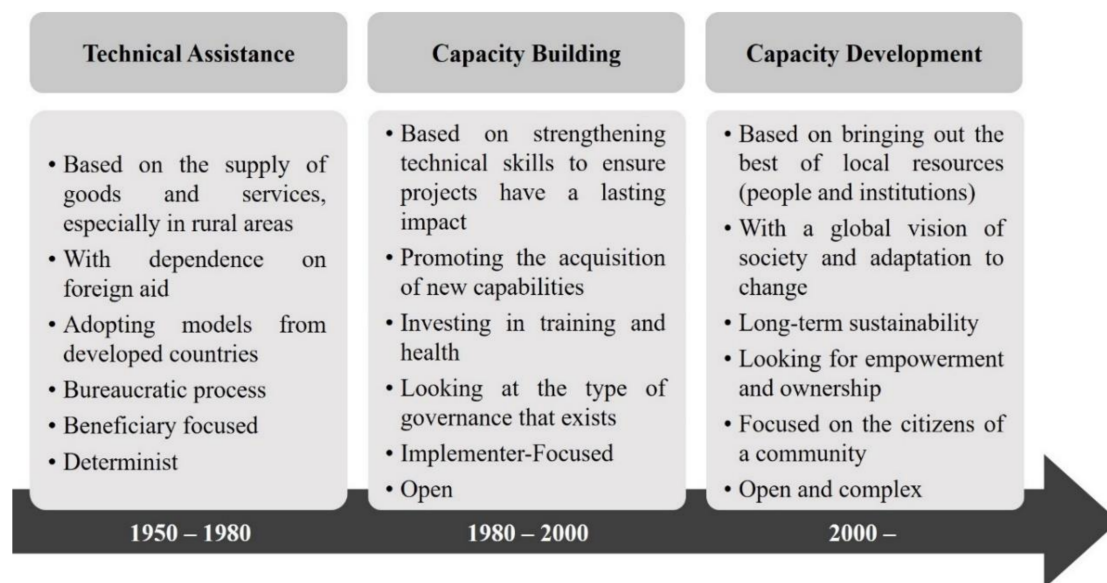 Technical Assistance
• Based on the supply of
goods and services,
especially in rural areas
• With dependence on
foreign aid
• Adopting models from
developed countries
• Bureaucratic process
• Beneficiary focused
• Determinist
1950 – 1980
Capacity Building
• Based on strengthening
technical skills to ensure
projects have a lasting
impact
• Promoting the acquisition
of new capabilities
• Investing in training and
health
• Looking at the type of
governance that exists
• Implementer-Focused
• Open
1980 – 2000
Capacity Development
• Based on bringing out the
best of local resources
(people and institutions)
• With a global vision of
society and adaptation to
change
• Long-term sustainability
• Looking for empowerment
and ownership
• Focused on the citizens of
a community
• Open and complex
2000 –